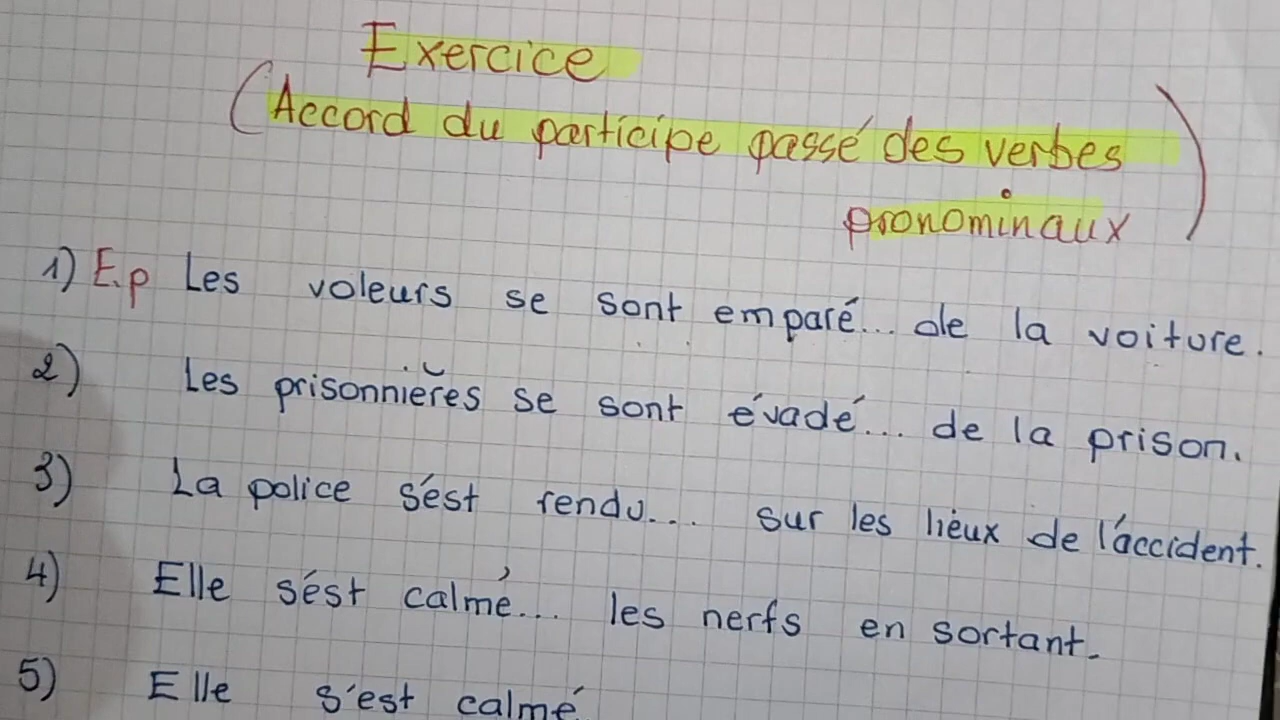 Exercice
(Accord du participe passé des verbes
pronominaux)
1) E.p Les voleurs se sont emparé... de la voiture.
2) Les prisonnières se sont évadé... de la prison.
3) La police s'est rendu... sur les lieux de l'accident.
4) Elle s'est calmé... les nerfs en sortant.
5) Elle s'est calmé